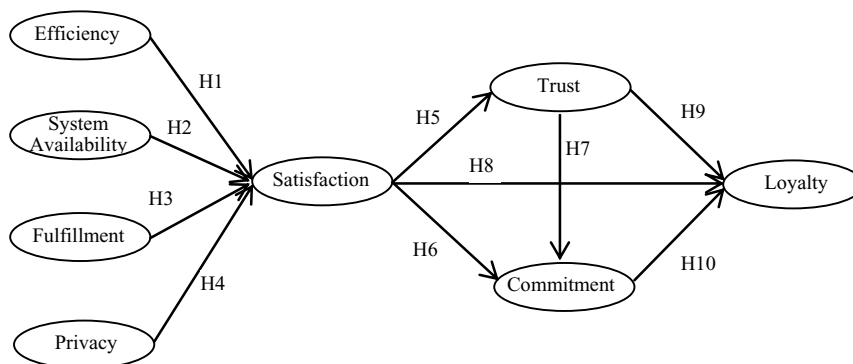 Efficiency
H1
System
Availability
H2
H3
Fulfillment
H4
Privacy
Satisfaction
H5
Trust
H9
H7
H8
Loyalty
H6
Commitment
H10